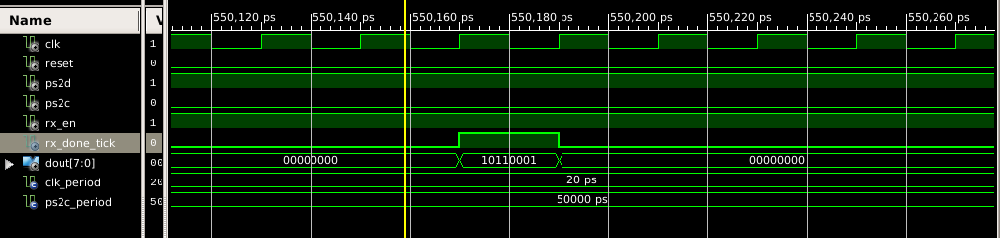 Name V 550,120 ps 550,140 ps 550,160 ps 550,180 ps 550,200 ps 550,220 ps 550,240 ps 550,260 ps
clk 1
reset 0
ps2d 1
ps2c 0
rx_en 1
rx_done_tick 0
dout[7:0] 00 00000000 10110001 00000000
clk_period 20 20 ps
ps2c_period 50 50000 ps